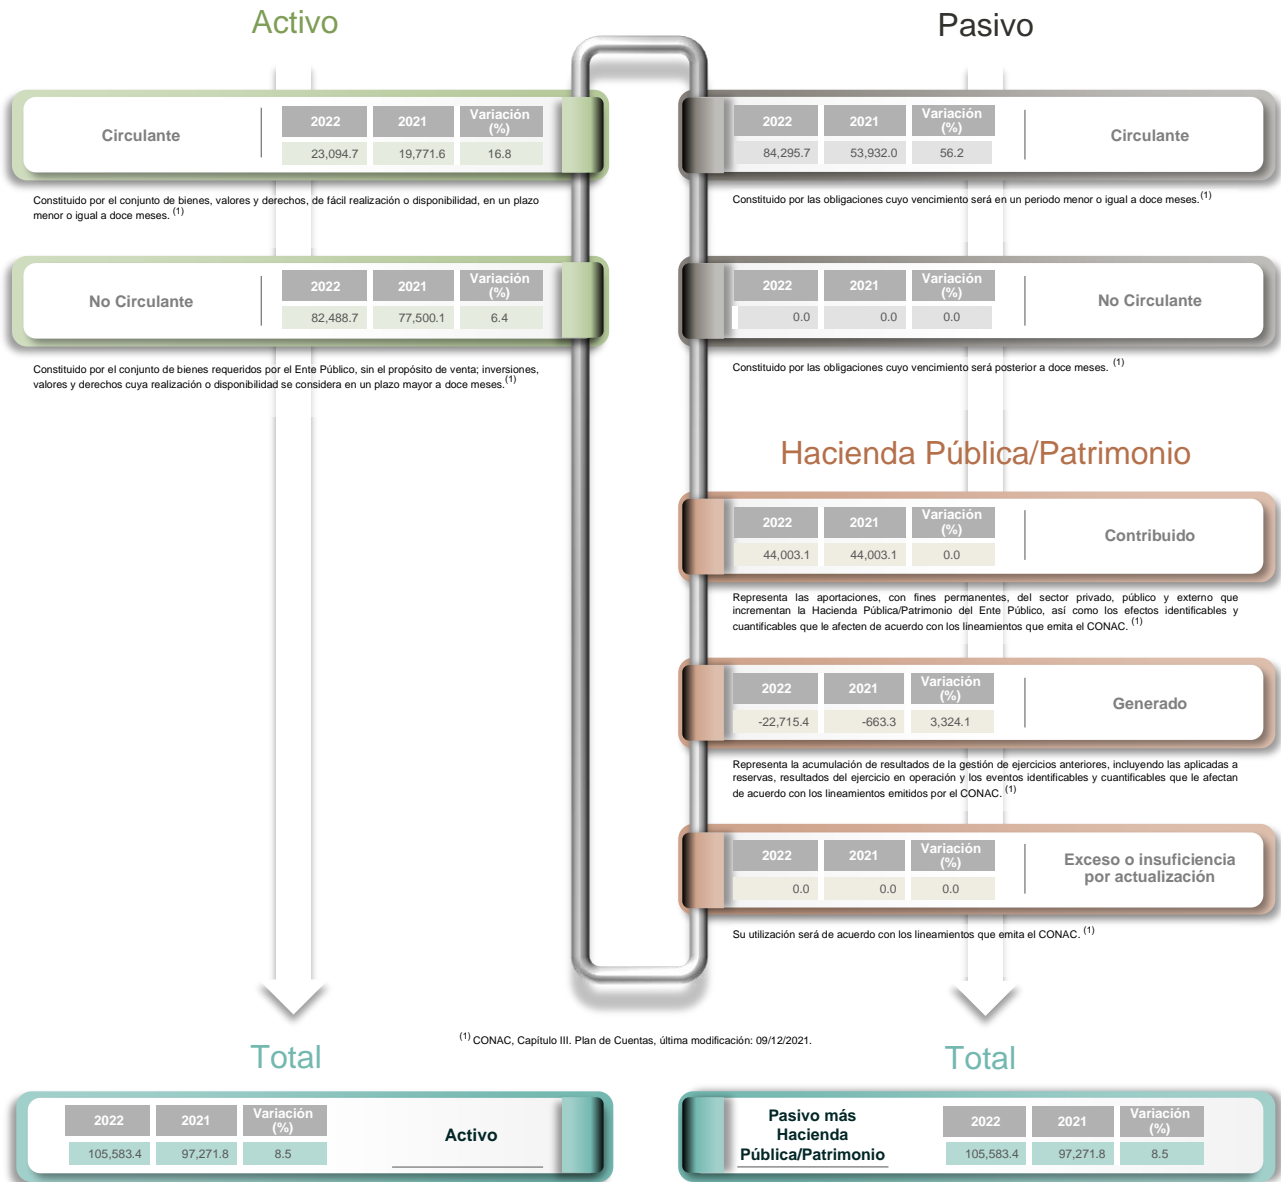 Activo
Circulante
2022 2021 Variación (%)
23,094.7 19,771.6 16.8
Constituido por el conjunto de bienes, valores y derechos, de fácil realización o disponibilidad, en un plazo
menor o igual a doce meses. (1)
No Circulante
2022 2021 Variación (%)
82,488.7 77,500.1 6.4
Constituido por el conjunto de bienes requeridos por el Ente Público, sin el propósito de venta; inversiones,
valores y derechos cuya realización o disponibilidad se considera en un plazo mayor a doce meses.(1)
Pasivo
2022 2021 Variación (%)
84,295.7 53,932.0 56.2
Circulante
Constituido por las obligaciones cuyo vencimiento será en un periodo menor o igual a doce meses.(1)
2022 2021 Variación (%)
0.0 0.0 0.0
No Circulante
Constituido por las obligaciones cuyo vencimiento será posterior a doce meses. (1)
Hacienda Pública/Patrimonio
2022 2021 Variación (%)
44,003.1 44,003.1 0.0
Contribuido
Representa las aportaciones, con fines permanentes, del sector privado, público y externo que
incrementan la Hacienda Pública/Patrimonio del Ente Público, así como los efectos identificables y
cuantificables que le afecten de acuerdo con los lineamientos que emita el CONAC. (1)
2022 2021 Variación (%)
-22,715.4 -663.3 3,324.1
Generado
Representa la acumulación de resultados de la gestión de ejercicios anteriores, incluyendo las aplicadas a
reservas, resultados del ejercicio en operación y los eventos identificables y cuantificables que le afectan
de acuerdo con los lineamientos emitidos por el CONAC. (1)
2022 2021 Variación (%)
0.0 0.0 0.0
Exceso o insuficiencia
por actualización
Su utilización será de acuerdo con los lineamientos que emita el CONAC. (1)
(1) CONAC, Capítulo III. Plan de Cuentas, última modificación: 09/12/2021.
Total
2022 2021 Variación (%)
105,583.4 97,271.8 8.5
Activo
Total
Pasivo más
Hacienda
Pública/Patrimonio
2022 2021 Variación (%)
105,583.4 97,271.8 8.5